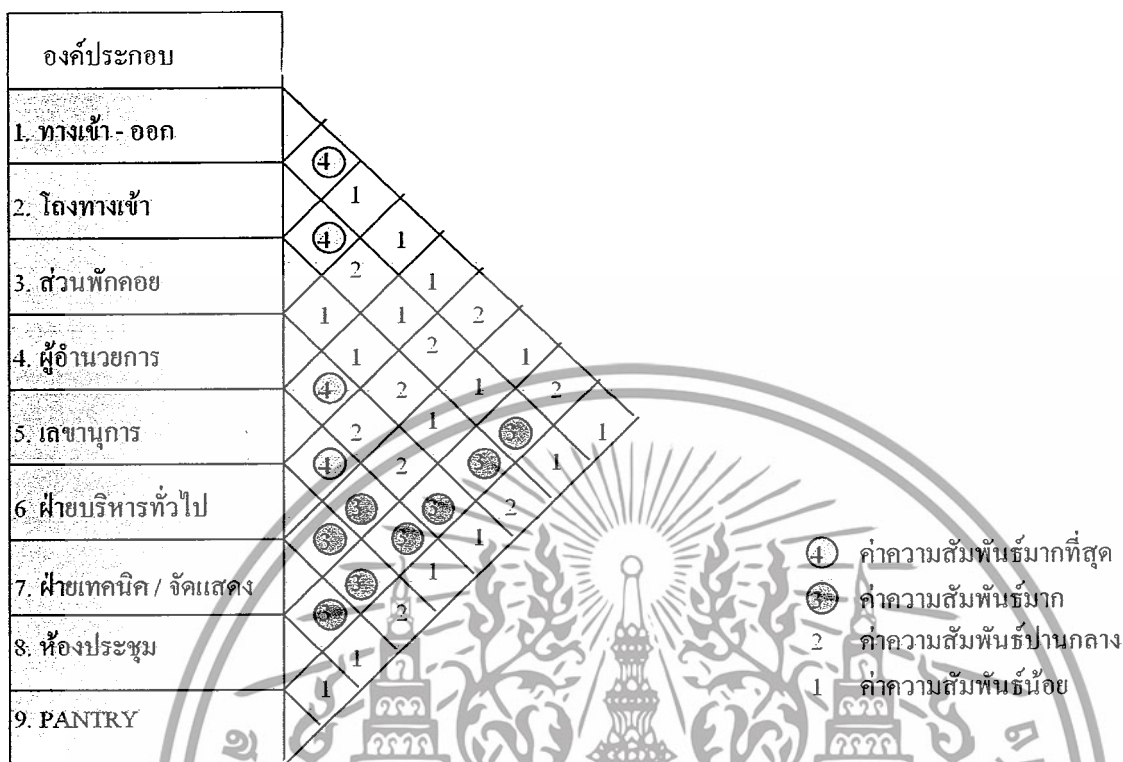 องค์ประกอบ
1. ทางเข้า - ออก
4
2. โถงทางเข้า 1
4 1
3. ส่วนพักคอย 2 1
1 1 2
4. ผู้อำนวยการ 1 2 1
4 2 1 2
5. เลขานุการ 2 1 3 1
4 2 3 1
6 ฝ่ายบริหารทั่วไป 3 3 2
3 3 1
7. ฝ่ายเทคนิค / จัดแสดง 3 1
3 2
8. ห้องประชุม 1
1
9. PANTRY
4 ค่าความสัมพันธ์มากที่สุด
3 ค่าความสัมพันธ์มาก
2 ค่าความสัมพันธ์ปานกลาง
1 ค่าความสัมพันธ์น้อย